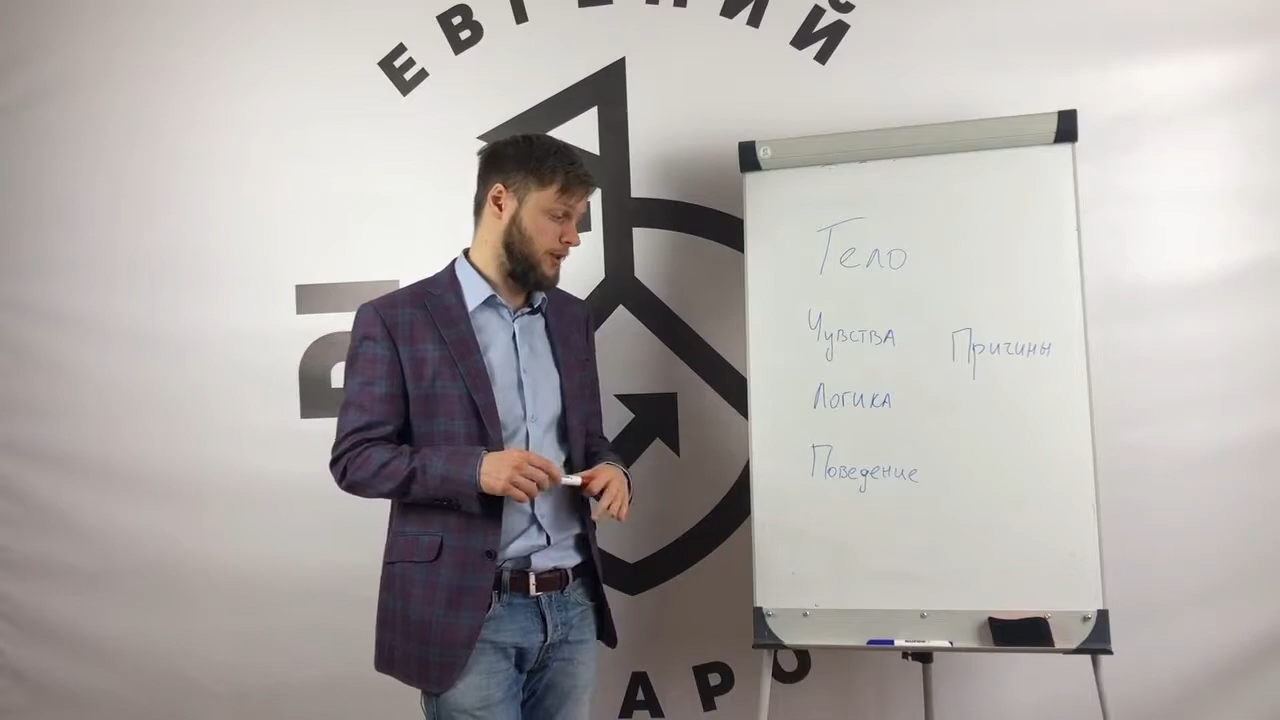 ЕВГЕНИЙ
Тело
Чувства
Причины
Логика
Поведение